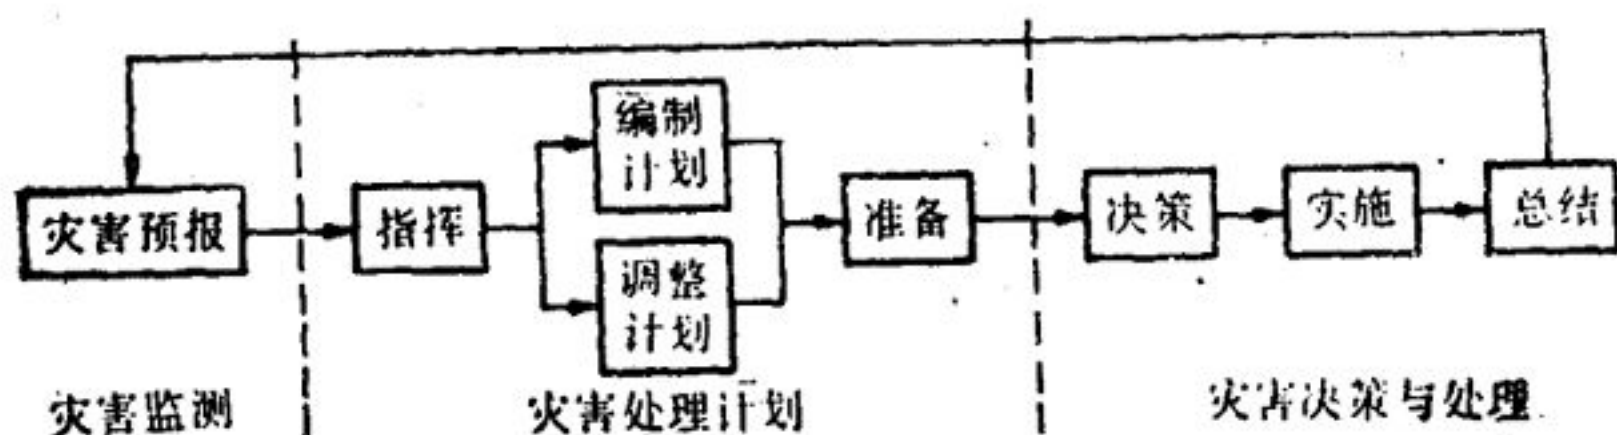 编制
计划
灾害预报
指挥
准备
决策
实施
总结
调整
计划
灾害监测
灾害处理计划
灾害决策与处理